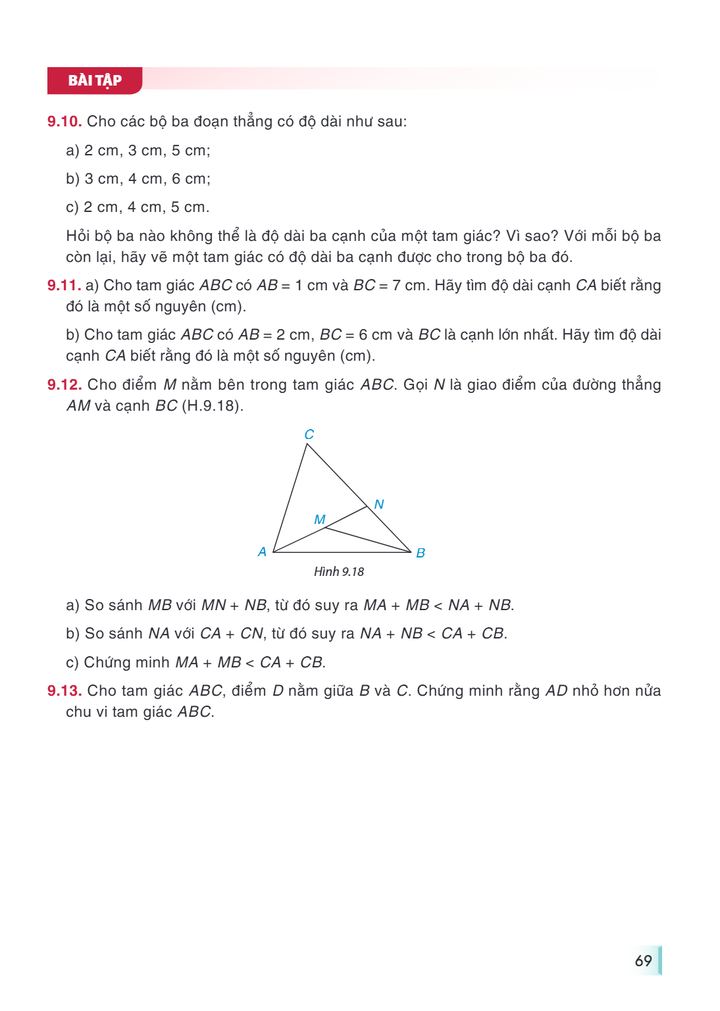 BÀI TẬP
9.10. Cho các bộ ba đoạn thẳng có độ dài như sau:
a) 2 cm, 3 cm, 5 cm;
b) 3 cm, 4 cm, 6 cm;
c) 2 cm, 4 cm, 5 cm.
Hỏi bộ ba nào không thể là độ dài ba cạnh của một tam giác? Vì sao? Với mỗi bộ ba
còn lại, hãy vẽ một tam giác có độ dài ba cạnh được cho trong bộ ba đó.
9.11. a) Cho tam giác ABC có AB = 1 cm và BC = 7 cm. Hãy tìm độ dài cạnh CA biết rằng
đó là một số nguyên (cm).
b) Cho tam giác ABC có AB = 2 cm, BC = 6 cm và BC là cạnh lớn nhất. Hãy tìm độ dài
cạnh CA biết rằng đó là một số nguyên (cm).
9.12. Cho điểm M nằm bên trong tam giác ABC. Gọi N là giao điểm của đường thẳng
AM và cạnh BC (H.9.18).
C
N
M
A
B
Hình 9.18
a) So sánh MB với MN + NB, từ đó suy ra MA + MB < NA + NB.
b) So sánh NA với CA + CN, từ đó suy ra NA + NB < CA + CB.
c) Chứng minh MA + MB < CA + CB.
9.13. Cho tam giác ABC, điểm D nằm giữa B và C. Chứng minh rằng AD nhỏ hơn nửa
chu vi tam giác ABC.
69